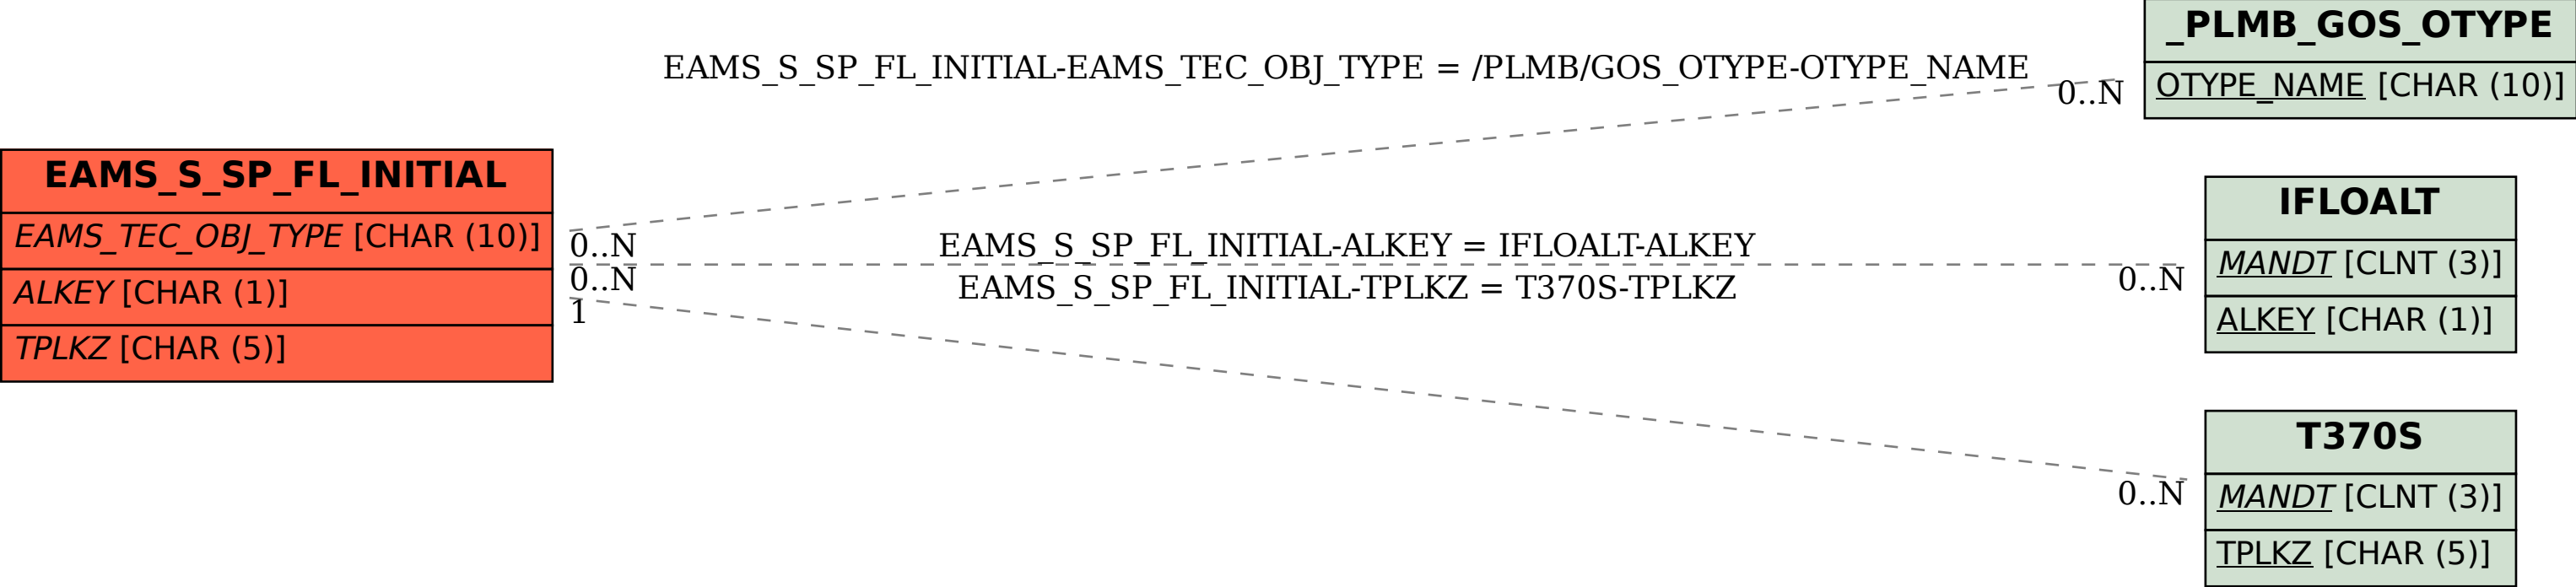 _PLMB_GOS_OTYPE
OTYPE_NAME [CHAR (10)]
EAMS_S_SP_FL_INITIAL-EAMS_TEC_OBJ_TYPE = /PLMB/GOS_OTYPE-OTYPE_NAME
0..N
EAMS_S_SP_FL_INITIAL
EAMS_TEC_OBJ_TYPE [CHAR (10)]
ALKEY [CHAR (1)]
TPLKZ [CHAR (5)]
0..N
0..N
1
EAMS_S_SP_FL_INITIAL-ALKEY = IFLOALT-ALKEY
EAMS_S_SP_FL_INITIAL-TPLKZ = T370S-TPLKZ
0..N
IFLOALT
MANDT [CLNT (3)]
ALKEY [CHAR (1)]
0..N
T370S
MANDT [CLNT (3)]
TPLKZ [CHAR (5)]